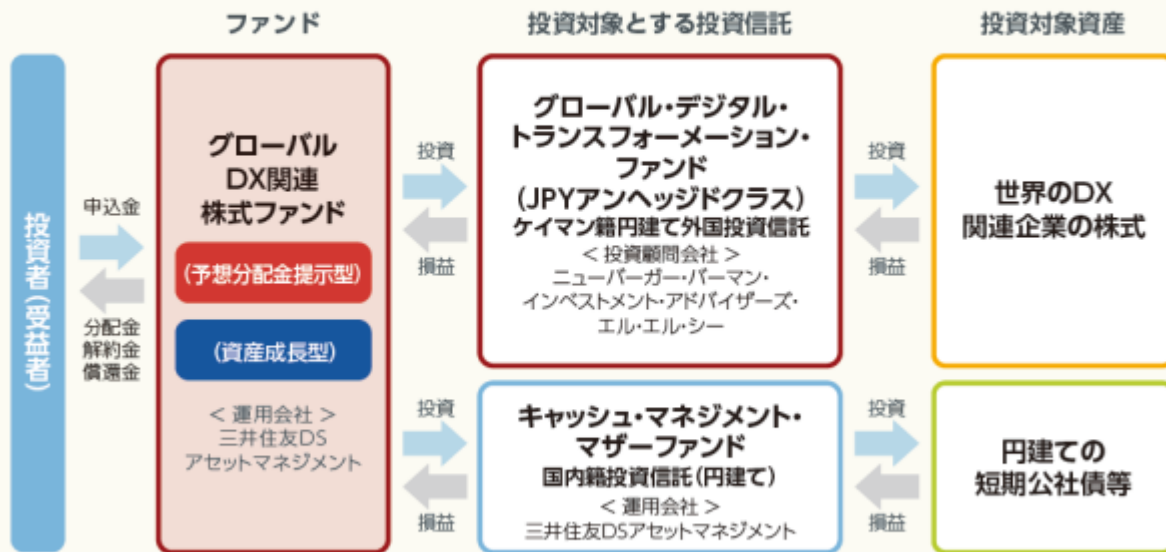 ファンド
投資対象とする投資信託
投資対象資産
投資者(受益者)
申込金
分配金
解約金
償還金
グローバル
DX関連
株式ファンド
(予想分配金提示型)
(資産成長型)
< 運用会社 >
三井住友DS
アセットマネジメント
投資
損益
グローバル・デジタル・
トランスフォーメーション・
ファンド
(JPYアンヘッジドクラス)
ケイマン籍円建て外国投資信託
< 投資顧問会社 >
ニューバーガー・バーマン・
インベストメント・アドバイザーズ・
エル・エル・シー
投資
損益
世界のDX
関連企業の株式
投資
損益
キャッシュ・マネジメント・
マザーファンド
国内籍投資信託(円建て)
< 運用会社 >
三井住友DSアセットマネジメント
投資
損益
円建ての
短期公社債等